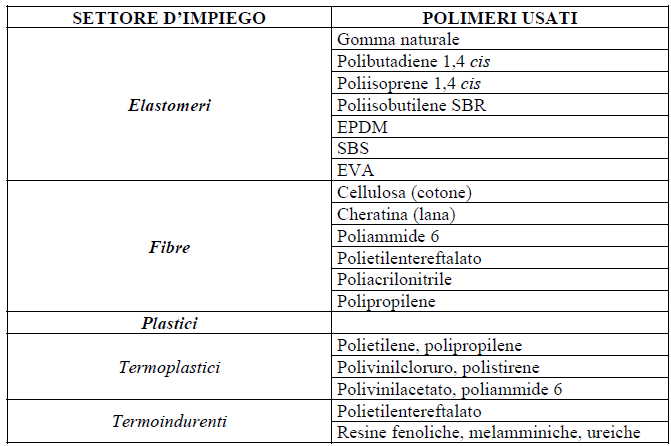 SETTORE D'IMPIEGO POLIMERI USATI
Elastomeri
Gomma naturale
Polibutadiene 1,4 cis
Poliisoprene 1,4 cis
Poliisobutilene SBR
EPDM
SBS
EVA
Fibre
Cellulosa (cotone)
Cheratina (lana)
Poliammide 6
Polietilentereftalato
Poliacrilonitrile
Polipropilene
Plastici
Termoplastici
Polietilene, polipropilene
Polivinilcloruro, polistirene
Polivinilacetato, poliammide 6
Termoindurenti
Polietilentereftalato
Resine fenoliche, melamminiche, ureiche